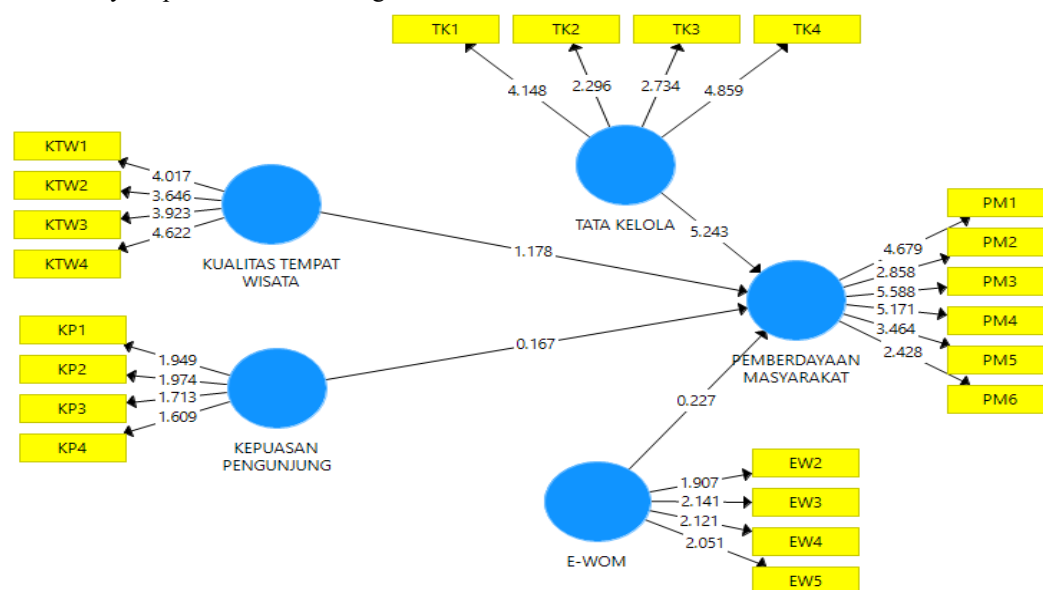 TK1
TK2
TK3
TK4
4.148
2.296
2.734
4.859
TATA KELOLA
5.243
KTW1
KTW2
KTW3
KTW4
4.017
3.646
3.923
4.622
KUALITAS TEMPAT
WISATA
1.178
KP1
KP2
KP3
KP4
1.949
1.974
1.713
1.609
KEPUASAN
PENGUNJUNG
0.167
PM1
PM2
PM3
PM4
PM5
PM6
4.679
2.858
5.588
5.171
3.464
2.428
PEMBERDAYAAN
MASYARAKAT
0.227
EW2
EW3
EW4
EW5
1.907
2.141
2.121
2.051
E-WOM